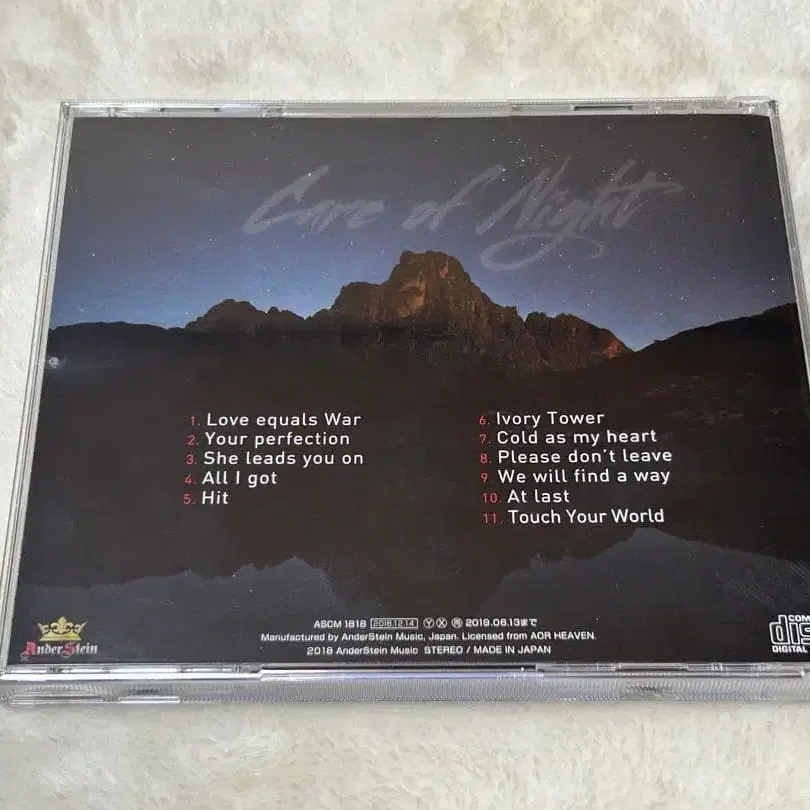 Care of Night
1. Love equals War
2. Your perfection
3. She leads you on
4. All I got
5. Hit
6. Ivory Tower
7. Cold as my heart
8. Please don't leave
9. We will find a way
10. At last
11. Touch Your World
AnderStein
ASCM 1818 2018.12.14 Ⓨ Ⓧ 2019.06.13まで
Manufactured by AnderStein Music, Japan. Licensed from AOR HEAVEN.
2018 AnderStein Music STEREO / MADE IN JAPAN
DIGITAL